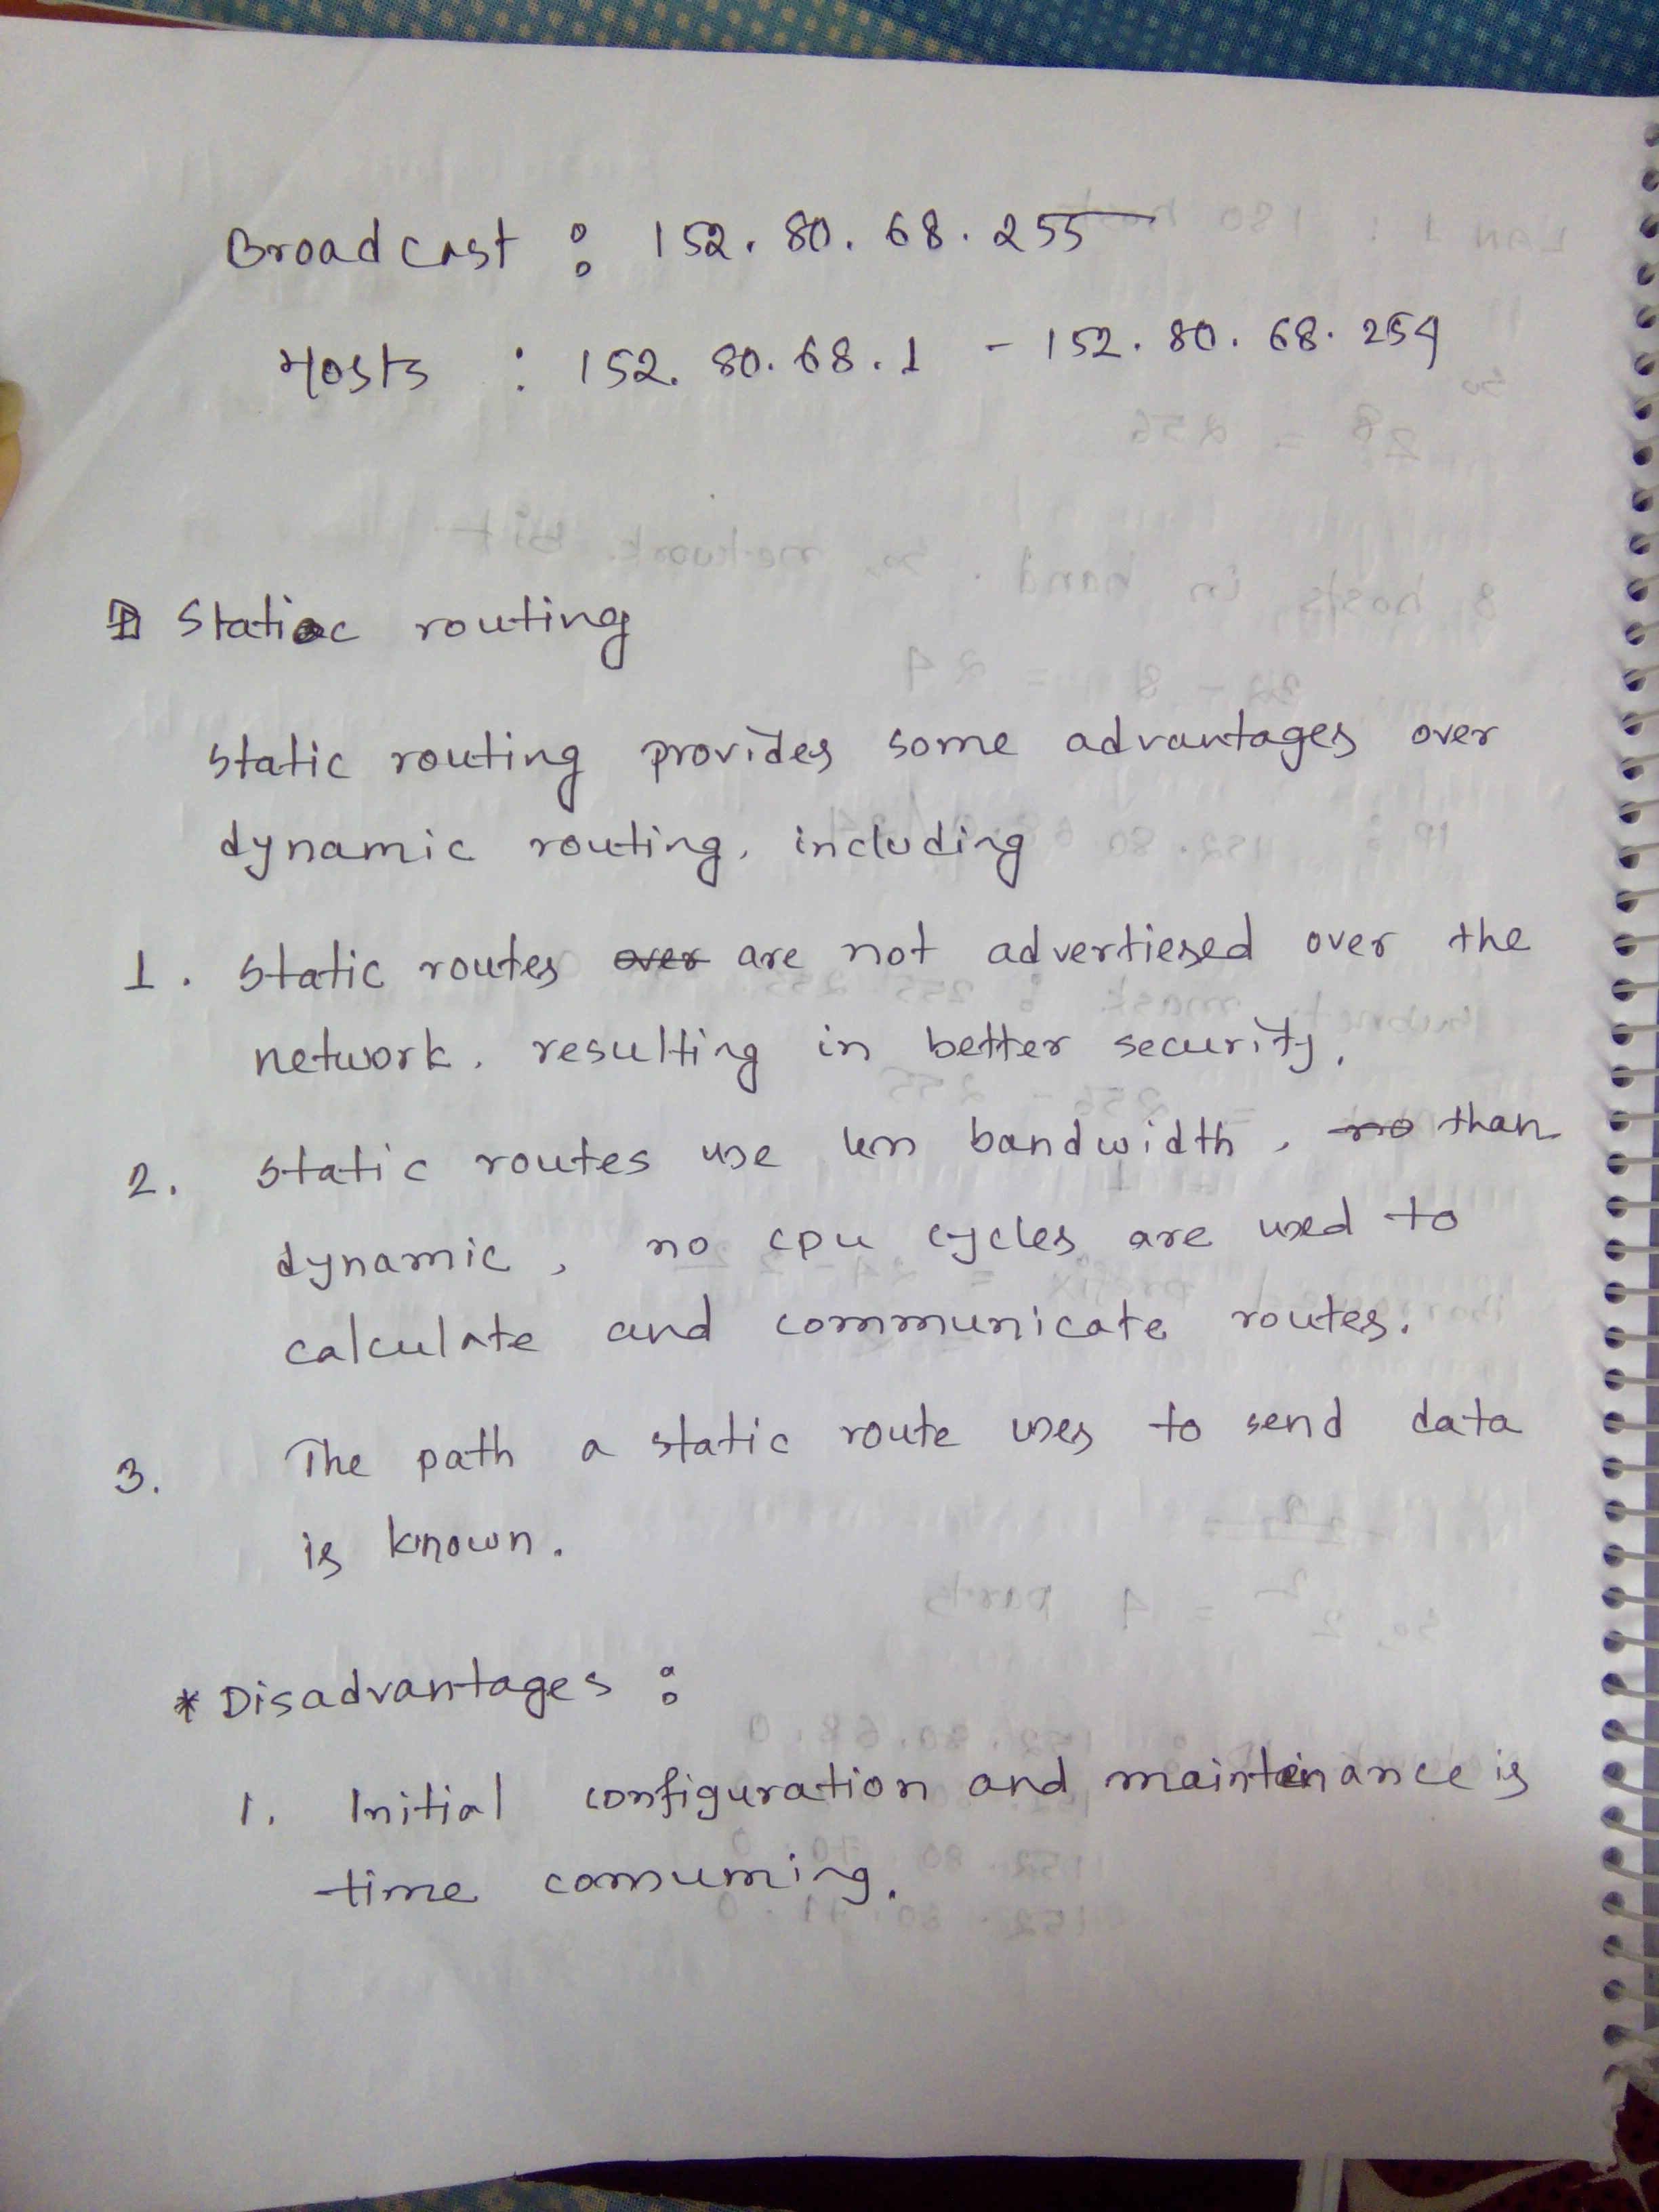 Broadcast : 152. 80. 68. 255
Hosts : 152. 80. 68. 1 - 152. 80. 68. 254
Static routing
Static routing provides some advantages over
dynamic routing, including
1. Static routes over are not advertiesed over the
network, resulting in better security.
2. Static routes use bandwidth, no than
dynamic, no cpu cycles are used to
calculate and communicate routes.
3. The path a static route uses to send data
is known.
* Disadvantages :
1. Initial configuration and maintainance is
time consuming.